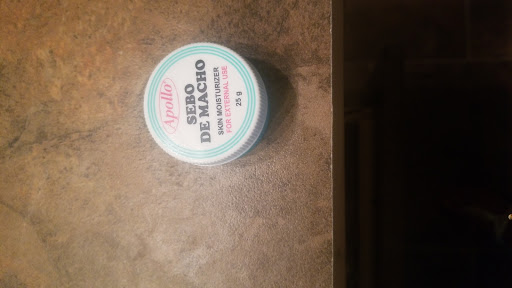 Apollo
SEBO
DE MACHO
SKIN MOISTURIZER
FOR EXTERNAL USE
25 g